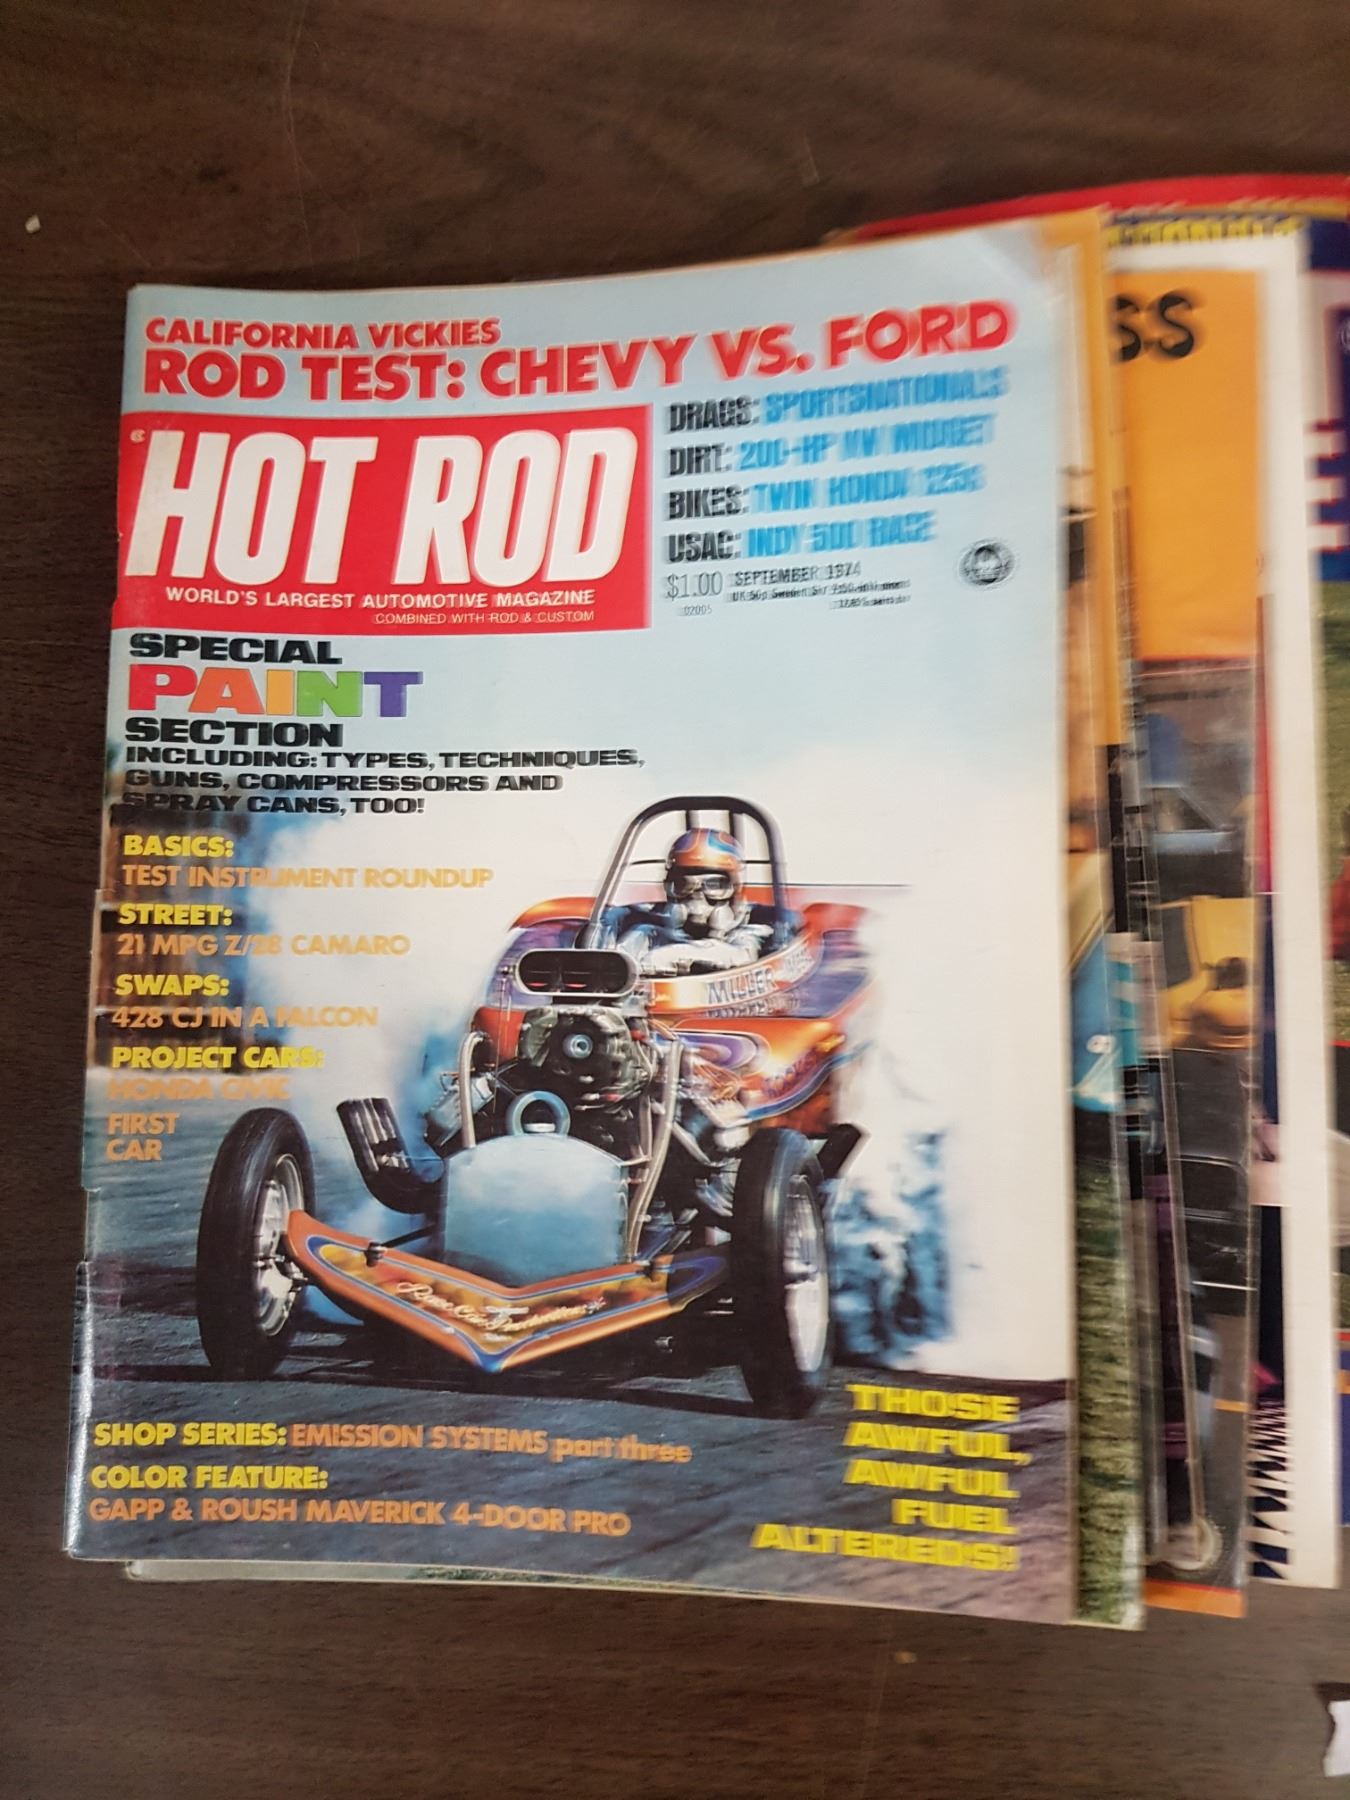 CALIFORNIA VICKIES
ROD TEST: CHEVY VS. FORD
HOT ROD
WORLD'S LARGEST AUTOMOTIVE MAGAZINE
COMBINED WITH ROD & CUSTOM
DRAGS: SPORTSNATIONALS
DIRT: 200-HP VW MIDGET
BIKES: TWIN HONDA 125s
USAC: INDY 500 RACE
$1.00 SEPTEMBER 1974
02005
SPECIAL
PAINT
SECTION
INCLUDING: TYPES, TECHNIQUES,
GUNS, COMPRESSORS AND
SPRAY CANS, TOO!
BASICS:
TEST INSTRUMENT ROUNDUP
STREET:
21 MPG Z/28 CAMARO
SWAPS:
428 CJ IN A FALCON
PROJECT CARS:
HONDA CIVIC
FIRST
CAR
MILLER
SHOP SERIES: EMISSION SYSTEMS part three
COLOR FEATURE:
GAPP & ROUSH MAVERICK 4-DOOR PRO
THOSE
AWFUL,
AWFUL
FUEL
ALTEREDS!
SS